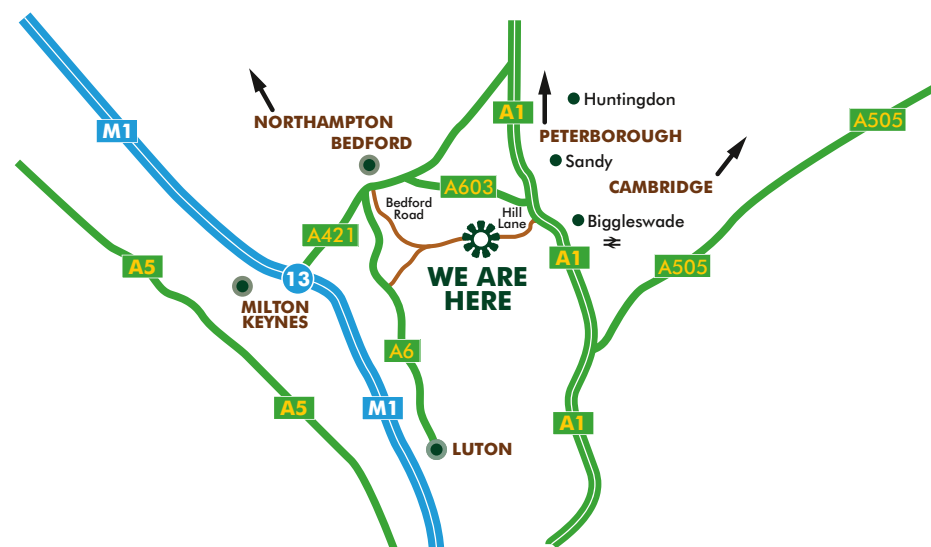 Huntingdon
A1
A505
NORTHAMPTON
M1
PETERBOROUGH
BEDFORD
Sandy
A603
CAMBRIDGE
Bedford
Road
Hill
Lane
Biggleswade
A421
A1
A5
A505
13
WE ARE
HERE
MILTON
KEYNES
A6
A5
M1
A1
LUTON